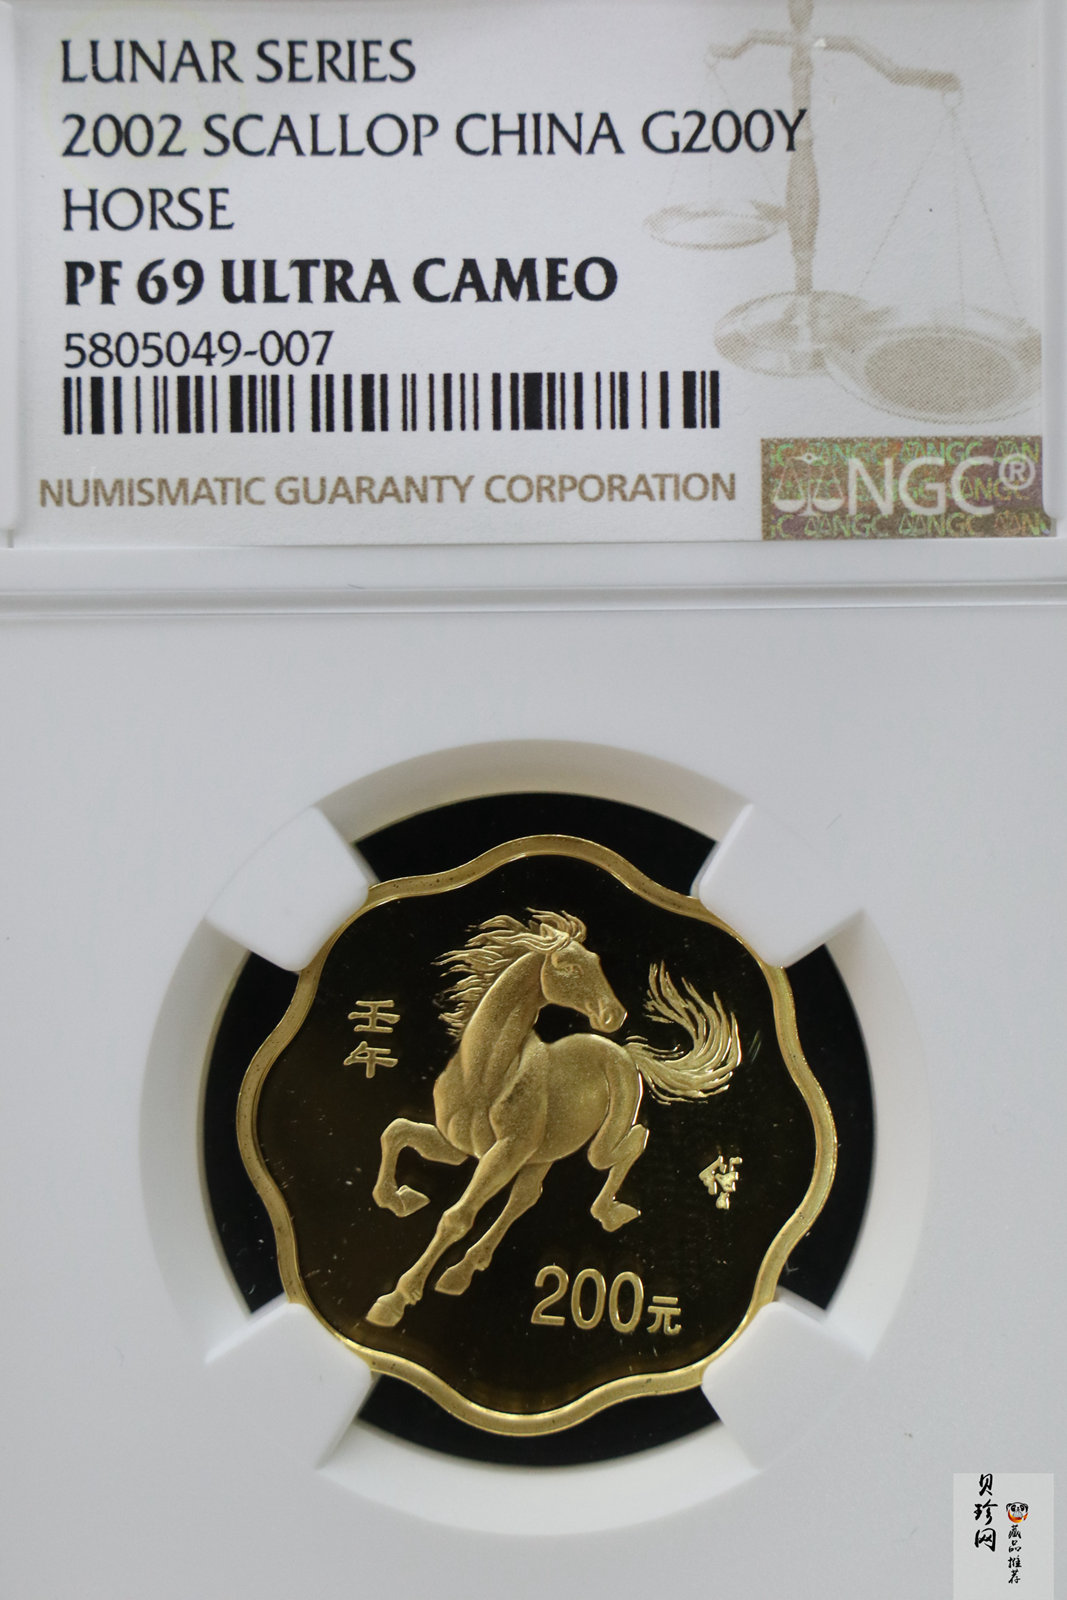 LUNAR SERIES
2002 SCALLOP CHINA G200Y
HORSE
PF 69 ULTRA CAMEO
5805049-007
NUMISMATIC GUARANTY CORPORATION
NGC®
壬
午
200元
贝珍网
藏品推荐